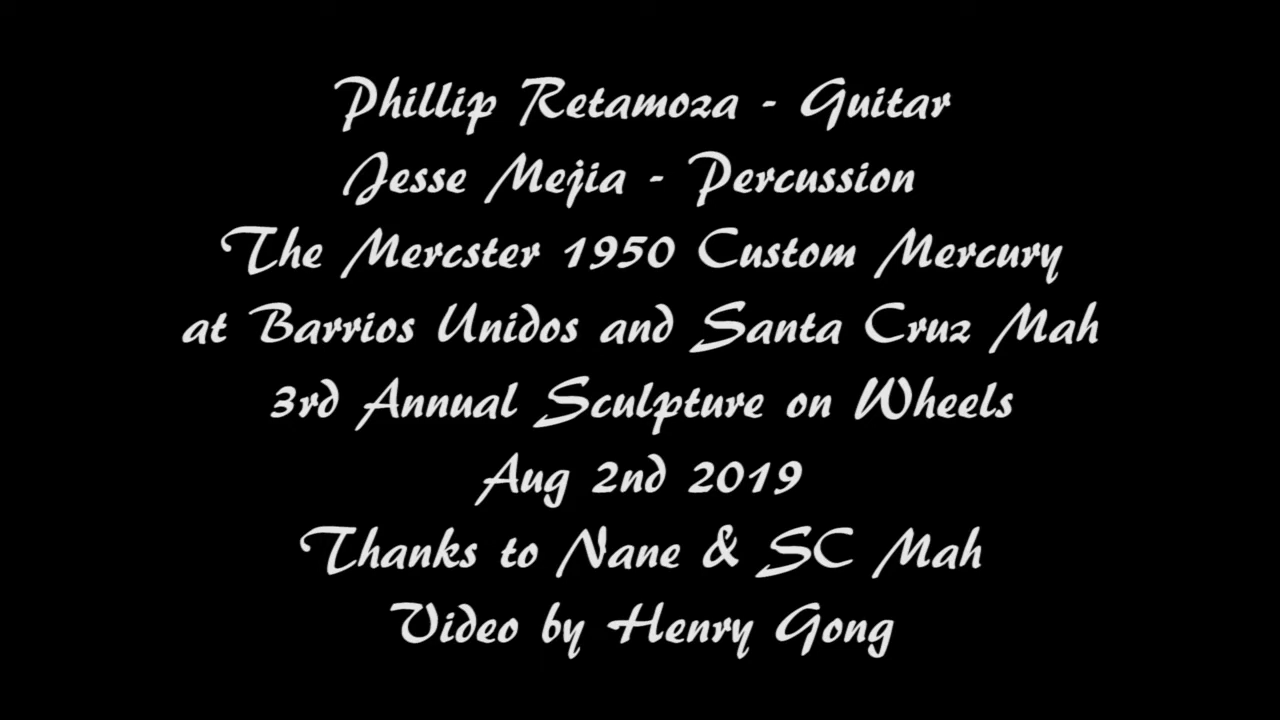 Phillip Retamoza - Guitar
Jesse Mejia - Percussion
The Mercster 1950 Custom Mercury
at Barrios Unidos and Santa Cruz Mah
3rd Annual Sculpture on Wheels
Aug 2nd 2019
Thanks to Nane & SC Mah
Video by Henry Gong